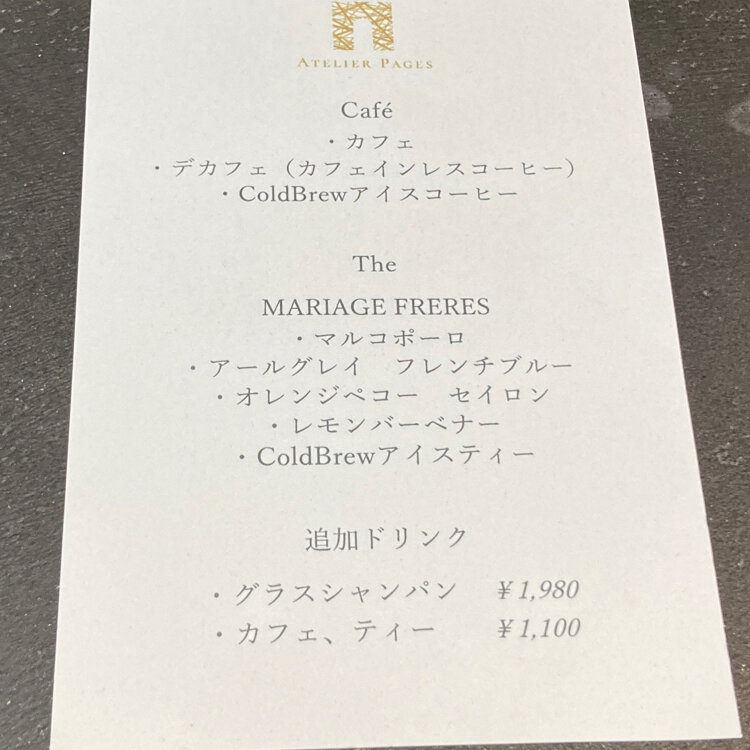 ATELIER PAGES
Café
・カフェ
・デカフェ（カフェインレスコーヒー）
・ColdBrewアイスコーヒー
The
MARIAGE FRERES
・マルコポーロ
・アールグレイ　フレンチブルー
・オレンジペコー　セイロン
・レモンバーベナー
・ColdBrewアイスティー
追加ドリンク
・グラスシャンパン　¥1,980
・カフェ、ティー　¥1,100